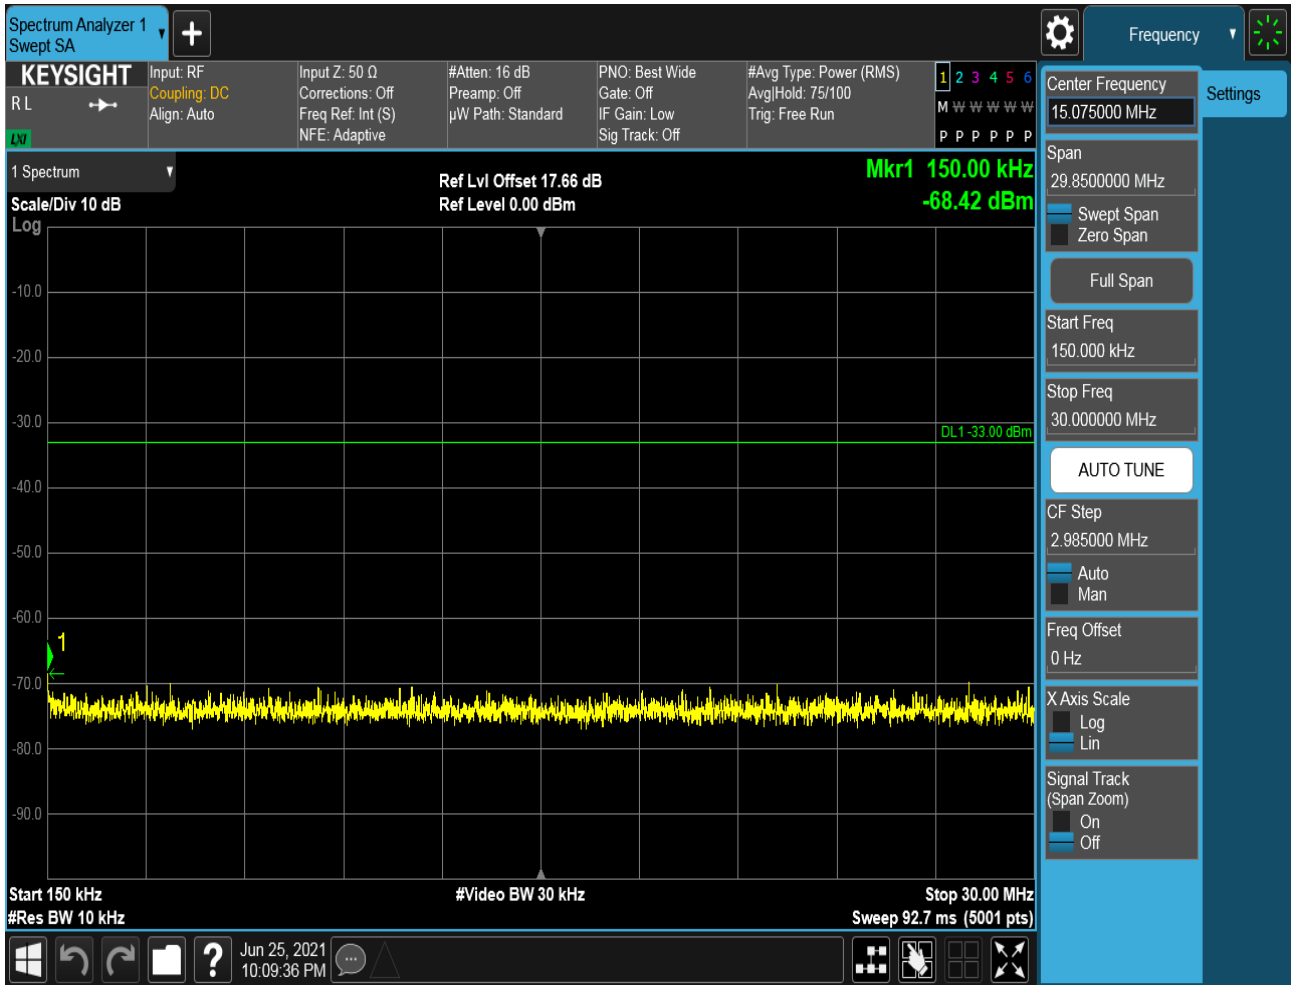 Spectrum Analyzer 1
Swept SA
Frequency
KEYSIGHT
R L
LXI
Input: RF
Coupling: DC
Align: Auto
Input Z: 50 Ω
Corrections: Off
Freq Ref: Int (S)
NFE: Adaptive
#Atten: 16 dB
Preamp: Off
µW Path: Standard
PNO: Best Wide
Gate: Off
IF Gain: Low
Sig Track: Off
#Avg Type: Power (RMS)
Avg|Hold: 75/100
Trig: Free Run
1 2 3 4 5 6
M W W W W W
P P P P P P
1 Spectrum
Scale/Div 10 dB
Log
Ref Lvl Offset 17.66 dB
Ref Level 0.00 dBm
Mkr1 150.00 kHz
-68.42 dBm
-10.0
-20.0
-30.0
DL1 -33.00 dBm
-40.0
-50.0
-60.0
1
-70.0
-80.0
-90.0
Start 150 kHz
#Video BW 30 kHz
Stop 30.00 MHz
#Res BW 10 kHz
Sweep 92.7 ms (5001 pts)
?
Jun 25, 2021
10:09:36 PM
Center Frequency
15.075000 MHz
Settings
Span
29.8500000 MHz
Swept Span
Zero Span
Full Span
Start Freq
150.000 kHz
Stop Freq
30.000000 MHz
AUTO TUNE
CF Step
2.985000 MHz
Auto
Man
Freq Offset
0 Hz
X Axis Scale
Log
Lin
Signal Track
(Span Zoom)
On
Off